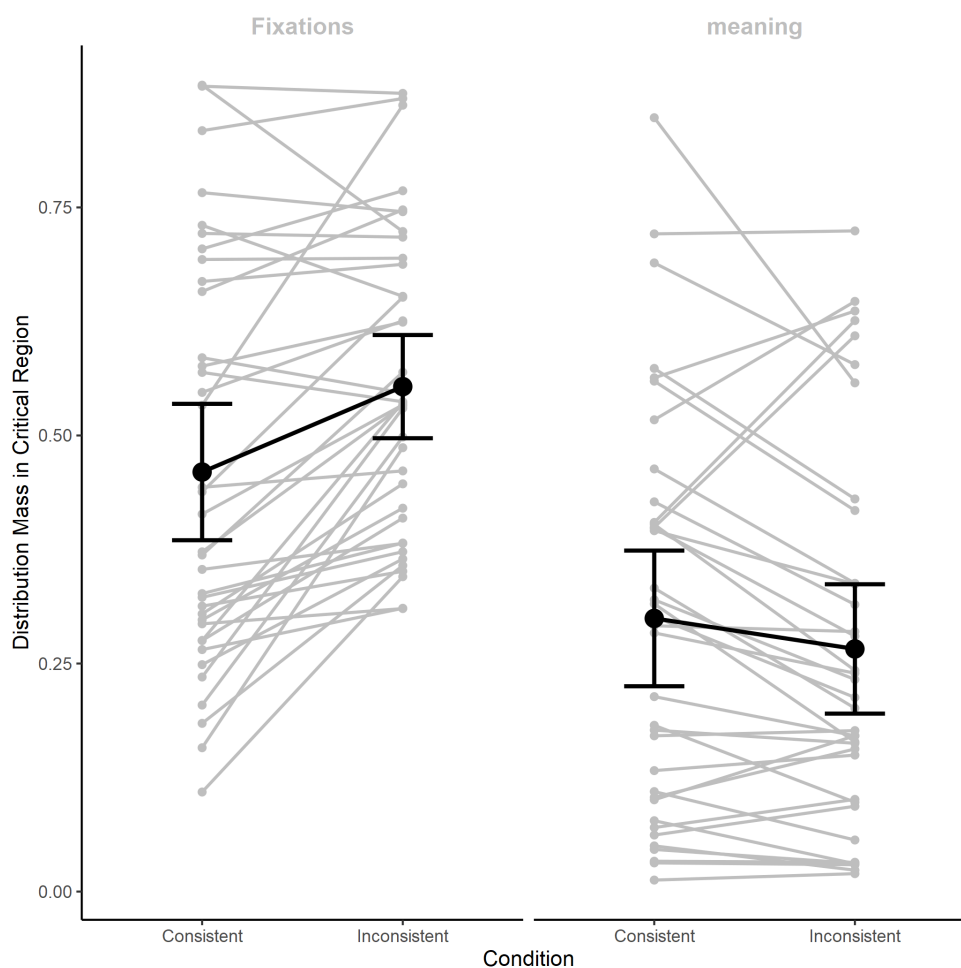 Fixations
meaning
Distribution Mass in Critical Region
0.75
0.50
0.25
0.00
Consistent
Inconsistent
Consistent
Inconsistent
Condition